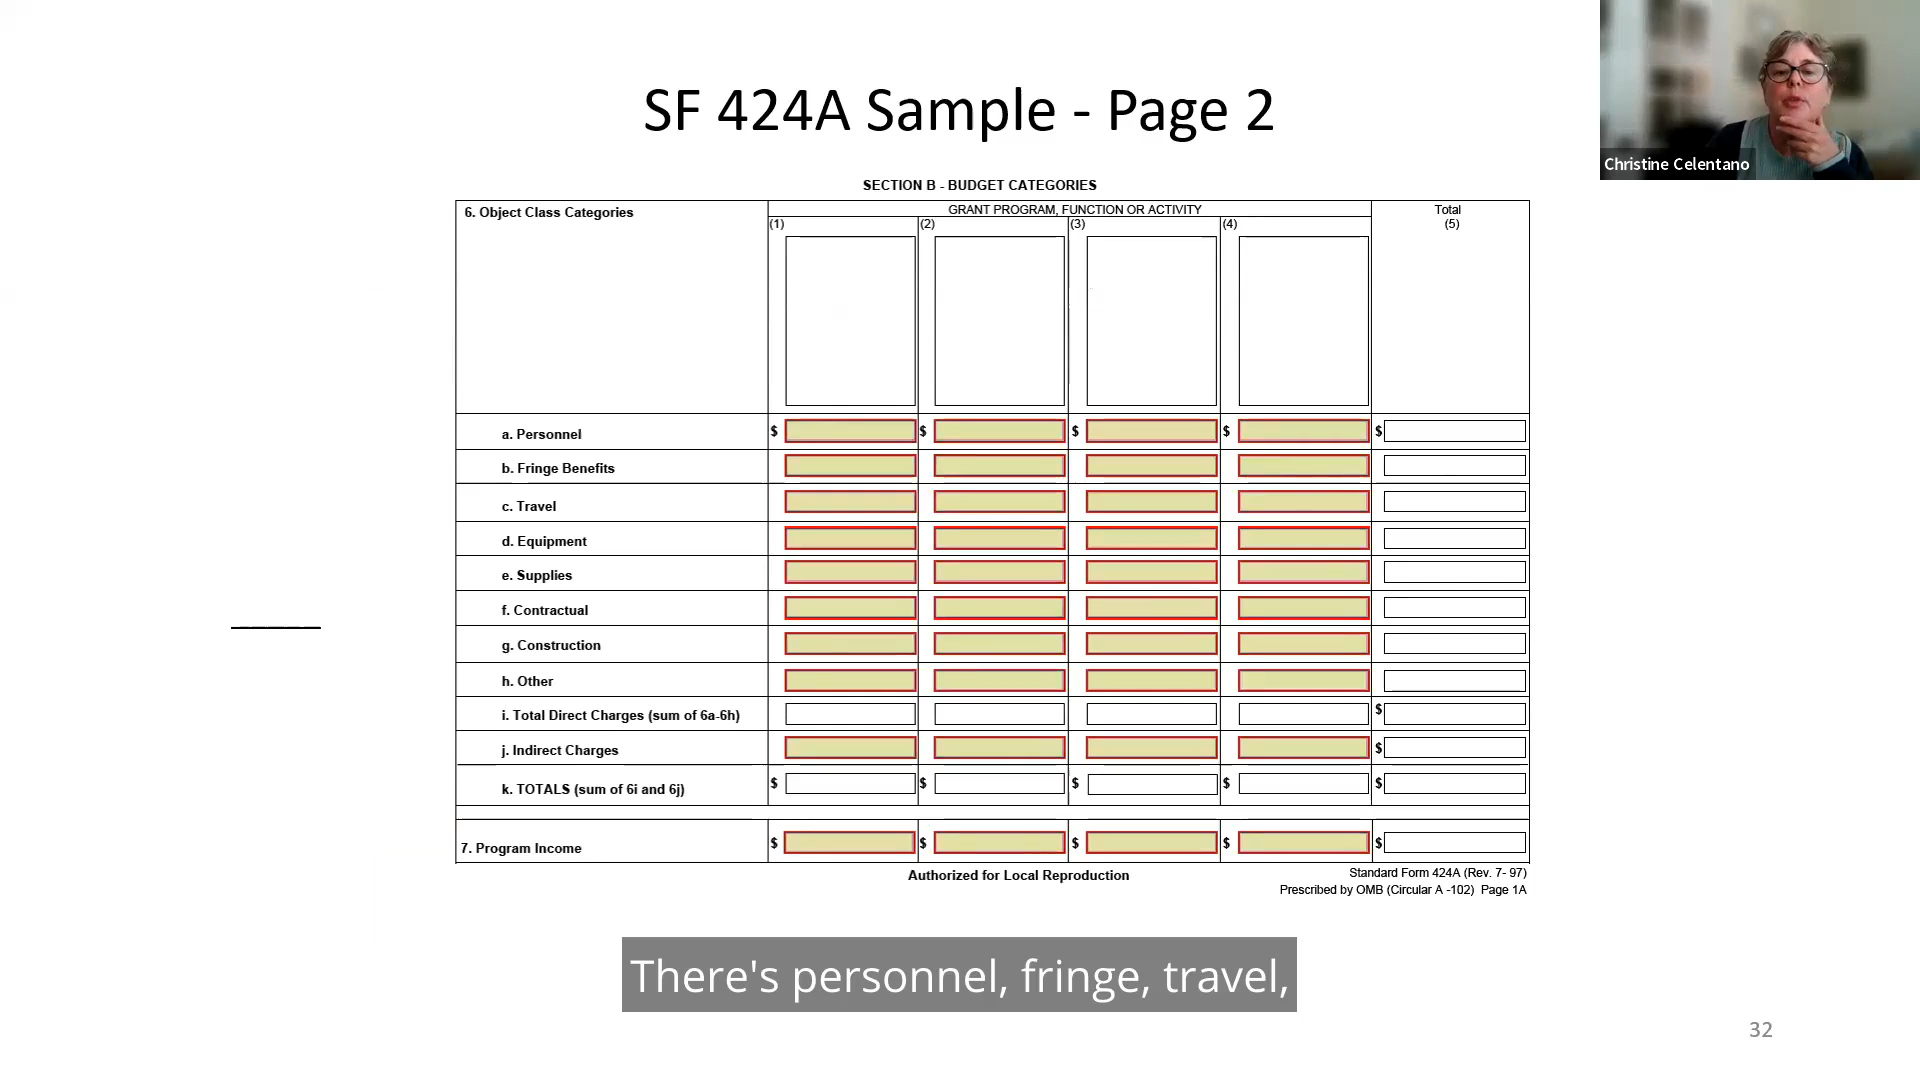 SF 424A Sample - Page 2
Christine Celentano
SECTION B - BUDGET CATEGORIES
6. Object Class Categories
GRANT PROGRAM, FUNCTION OR ACTIVITY
Total
(1) (2) (3) (4) (5)
a. Personnel $ $ $ $ $
b. Fringe Benefits
c. Travel
d. Equipment
e. Supplies
f. Contractual
g. Construction
h. Other
i. Total Direct Charges (sum of 6a-6h) $
j. Indirect Charges $
k. TOTALS (sum of 6i and 6j) $ $ $ $ $
7. Program Income $ $ $ $ $
Authorized for Local Reproduction
Standard Form 424A (Rev. 7- 97)
Prescribed by OMB (Circular A -102) Page 1A
There's personnel, fringe, travel,
32